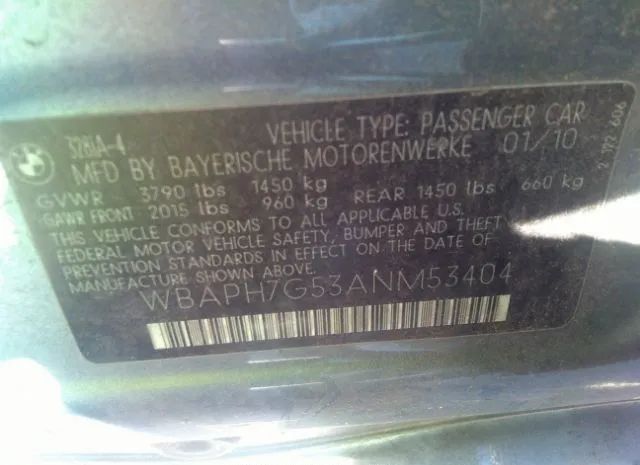 BMW
328iA-4 VEHICLE TYPE: PASSENGER CAR
MFD BY BAYERISCHE MOTORENWERKE 01/10
GVWR 3790 lbs 1450 kg
GAWR FRONT 2015 lbs 960 kg REAR 1450 lbs 660 kg
THIS VEHICLE CONFORMS TO ALL APPLICABLE U.S.
FEDERAL MOTOR VEHICLE SAFETY, BUMPER AND THEFT
PREVENTION STANDARDS IN EFFECT ON THE DATE OF
MANUFACTURE SHOWN ABOVE.
WBAPH7G53ANM53404